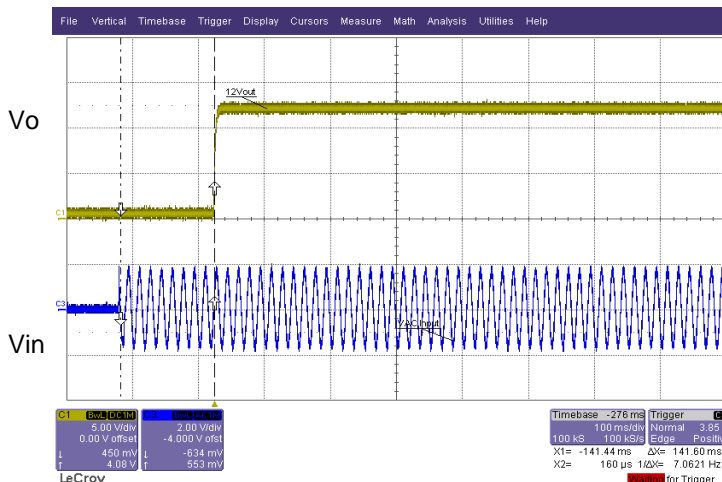 File Vertical Timebase Trigger Display Cursors Measure Math Analysis Utilities Help
Vo
12Vout
C1
C3
VAC Input
Vin
C1 BwL DC1M
5.00 V/div
0.00 V offset
↓ 450 mV
↑ 4.08 V
2.00 V/div
-4.000 V ofst
↓ -634 mV
↑ 553 mV
Timebase -276 ms
100 ms/div
100 kS 100 kS/s
Trigger C
Normal 3.85
Edge Positiv
X1= -141.44 ms ΔX= 141.60 ms
X2= 160 µs 1/ΔX= 7.0621 Hz
LeCroy
Waiting for Trigger